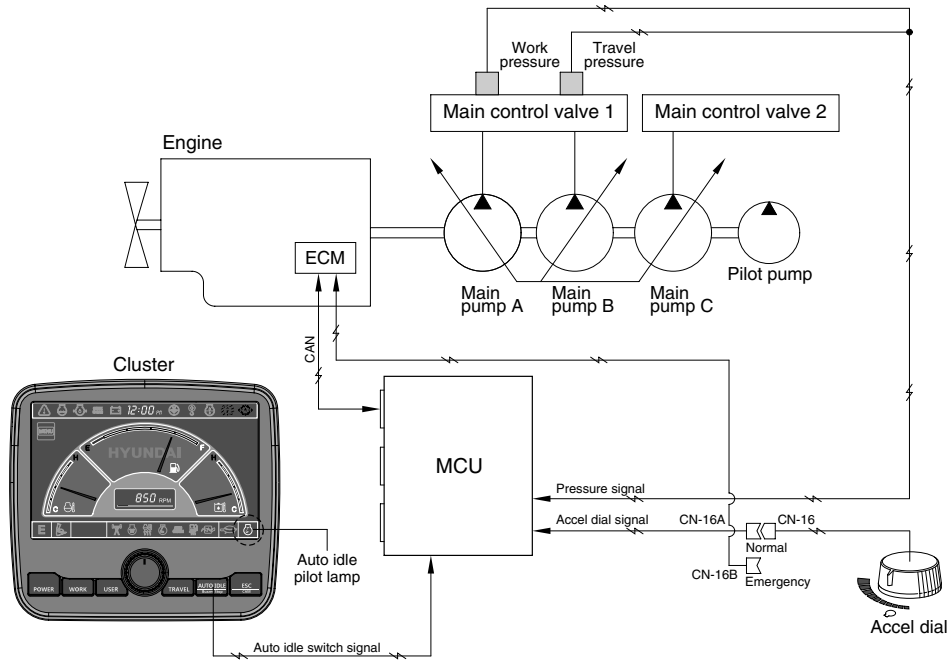 Work
pressure
Travel
pressure
Main control valve 1
Main control valve 2
Engine
ECM
Pilot pump
Main
pump A
Main
pump B
Main
pump C
CAN
Cluster
12:00
E
F
H
H
HYUNDAI
C
C
850 RPM
E
MCU
Pressure signal
Accel dial signal
CN-16A
CN-16
Normal
CN-16B
Emergency
Auto idle
pilot lamp
POWER
WORK
USER
TRAVEL
AUTO IDLE
ESC
Accel dial
Auto idle switch signal